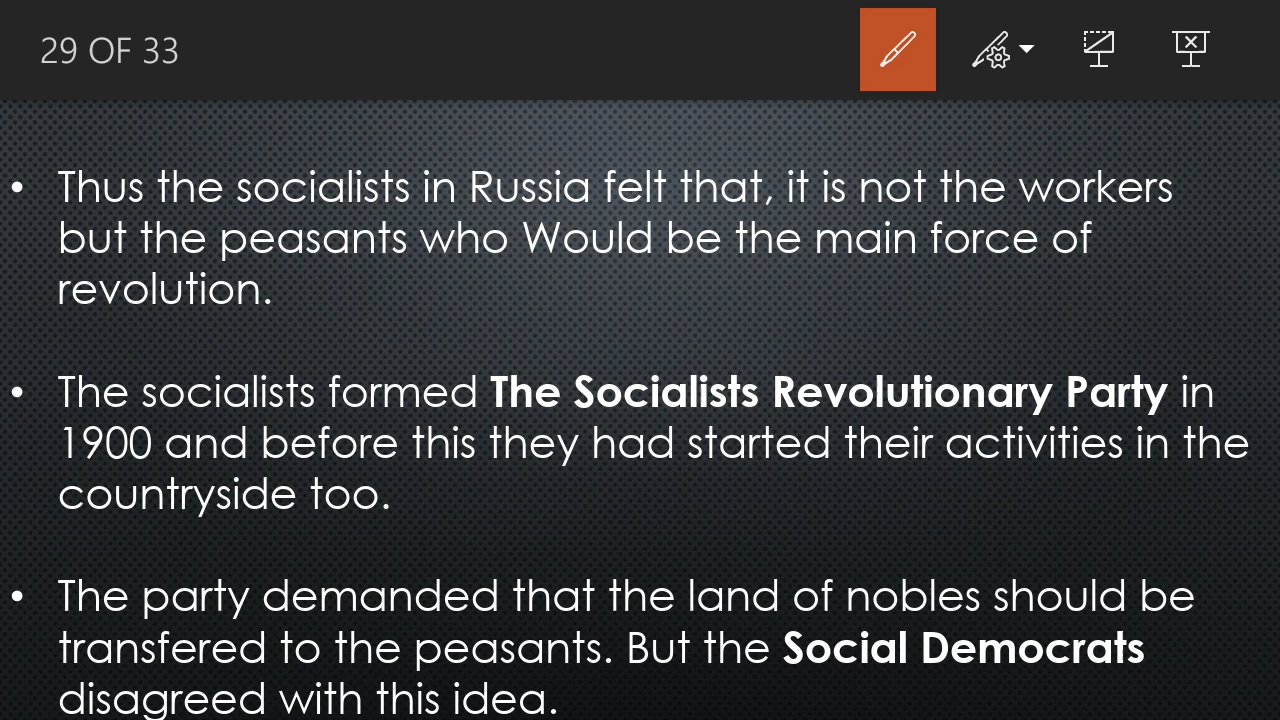 29 OF 33
• Thus the socialists in Russia felt that, it is not the workers
but the peasants who Would be the main force of
revolution.
• The socialists formed The Socialists Revolutionary Party in
1900 and before this they had started their activities in the
countryside too.
• The party demanded that the land of nobles should be
transfered to the peasants. But the Social Democrats
disagreed with this idea.